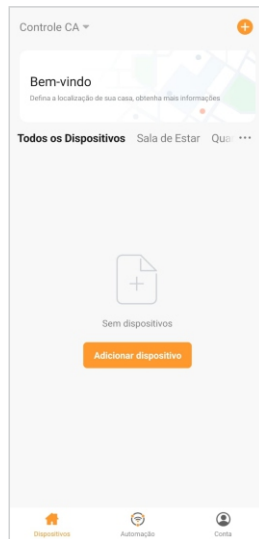 Controle CA
Bem-vindo
Defina a localização de sua casa, obtenha mais informações
Todos os Dispositivos Sala de Estar
Sem dispositivos
Adicionar dispositivo
Dispositivos Automação Conta